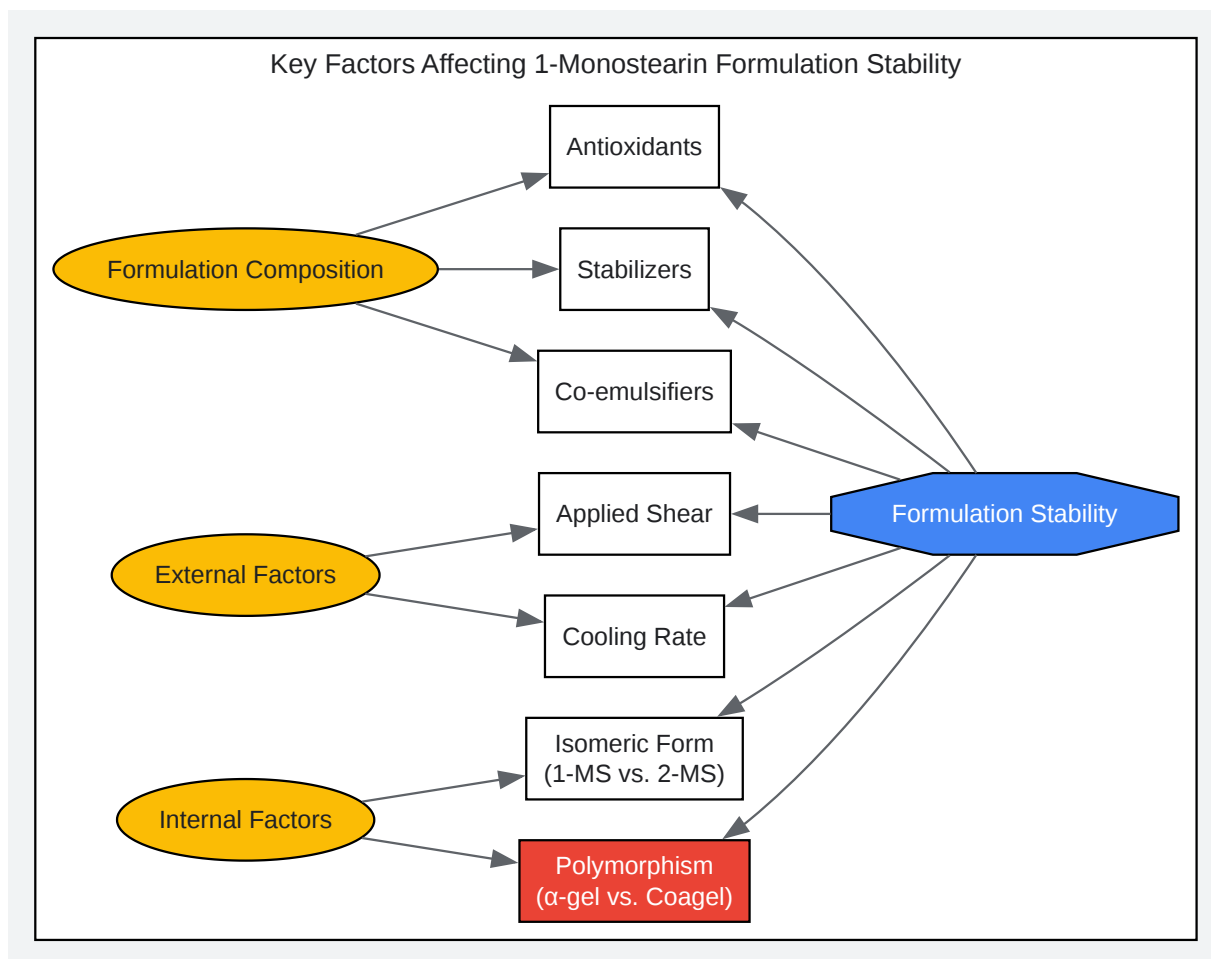 Key Factors Affecting 1-Monostearin Formulation Stability
Formulation Composition
Antioxidants
Stabilizers
Co-emulsifiers
External Factors
Applied Shear
Cooling Rate
Internal Factors
Isomeric Form
(1-MS vs. 2-MS)
Polymorphism
(α-gel vs. Coagel)
Formulation Stability